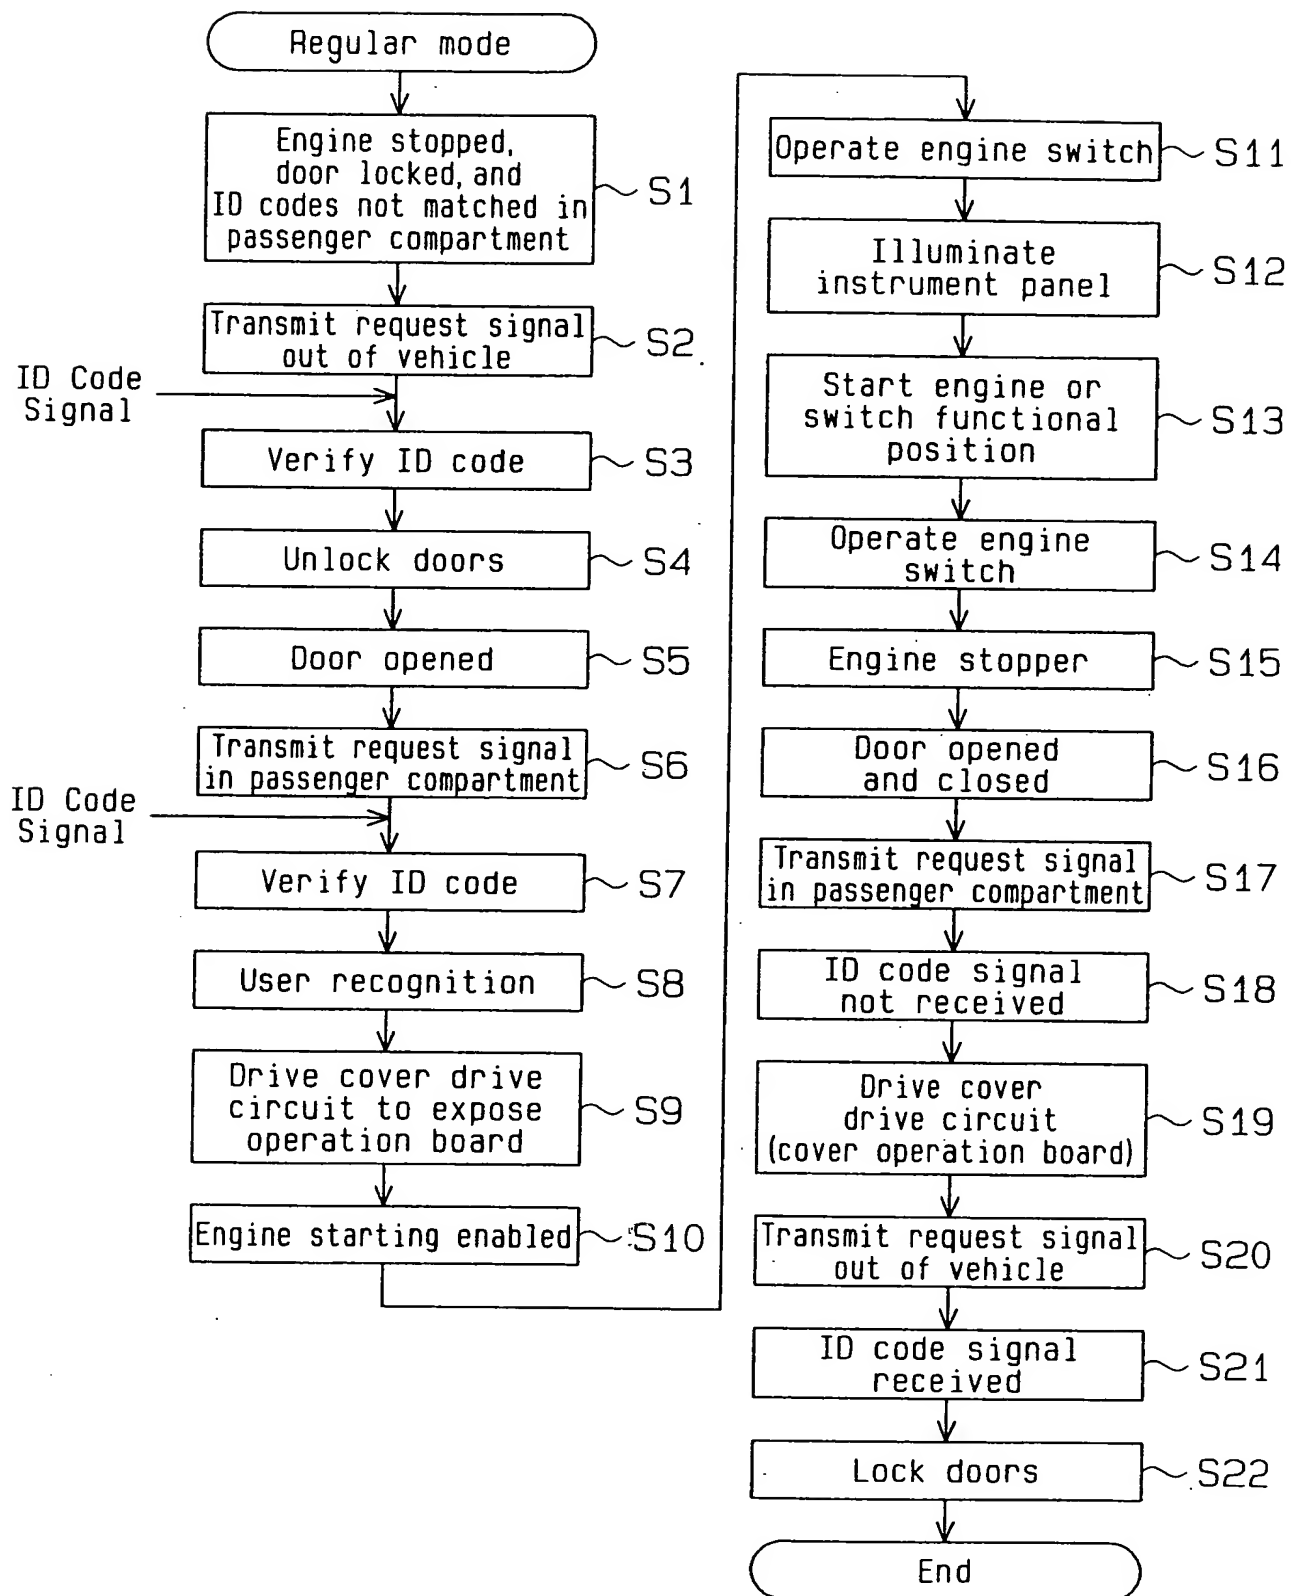 Regular mode
Engine stopped,
door locked, and
ID codes not matched in
passenger compartment
S1
Transmit request signal
out of vehicle
S2
ID Code
Signal
Verify ID code
S3
Unlock doors
S4
Door opened
S5
Transmit request signal
in passenger compartment
S6
ID Code
Signal
Verify ID code
S7
User recognition
S8
Drive cover drive
circuit to expose
operation board
S9
Engine starting enabled
S10
Operate engine switch
S11
Illuminate
instrument panel
S12
Start engine or
switch functional
position
S13
Operate engine
switch
S14
Engine stopper
S15
Door opened
and closed
S16
Transmit request signal
in passenger compartment
S17
ID code signal
not received
S18
Drive cover
drive circuit
(cover operation board)
S19
Transmit request signal
out of vehicle
S20
ID code signal
received
S21
Lock doors
S22
End